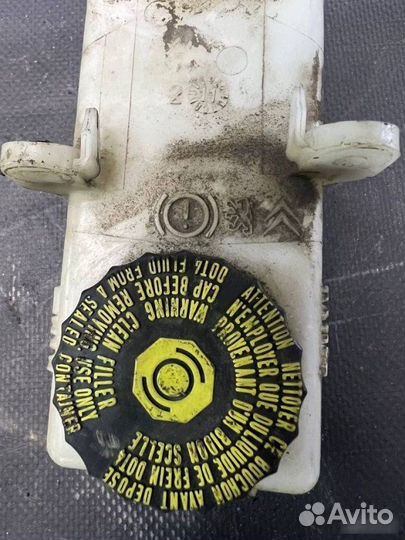 WARNING CLEAN FILLER
CAP BEFORE REMOVING USE ONLY
DOT4 FLUID FROM A SEALED CONTAINER
ATTENTION NETTOYER CE BOUCHON AVANT DEPOSE
N'EMPLOYER QUE DU LIQUIDE DE FREIN DOT4
PROVENANT D'UN BIDON SCELLE
Avito